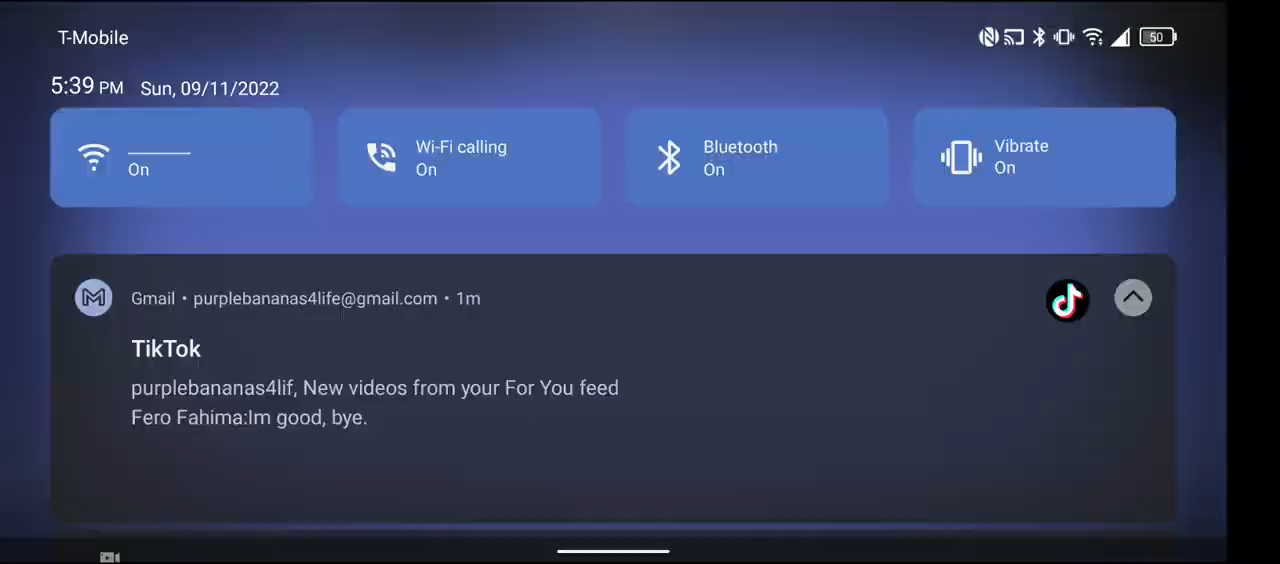 T-Mobile
50
5:39 PM Sun, 09/11/2022
On
Wi-Fi calling
On
Bluetooth
On
Vibrate
On
Gmail • purplebananas4life@gmail.com • 1m
TikTok
purplebananas4lif, New videos from your For You feed
Fero Fahima:Im good, bye.